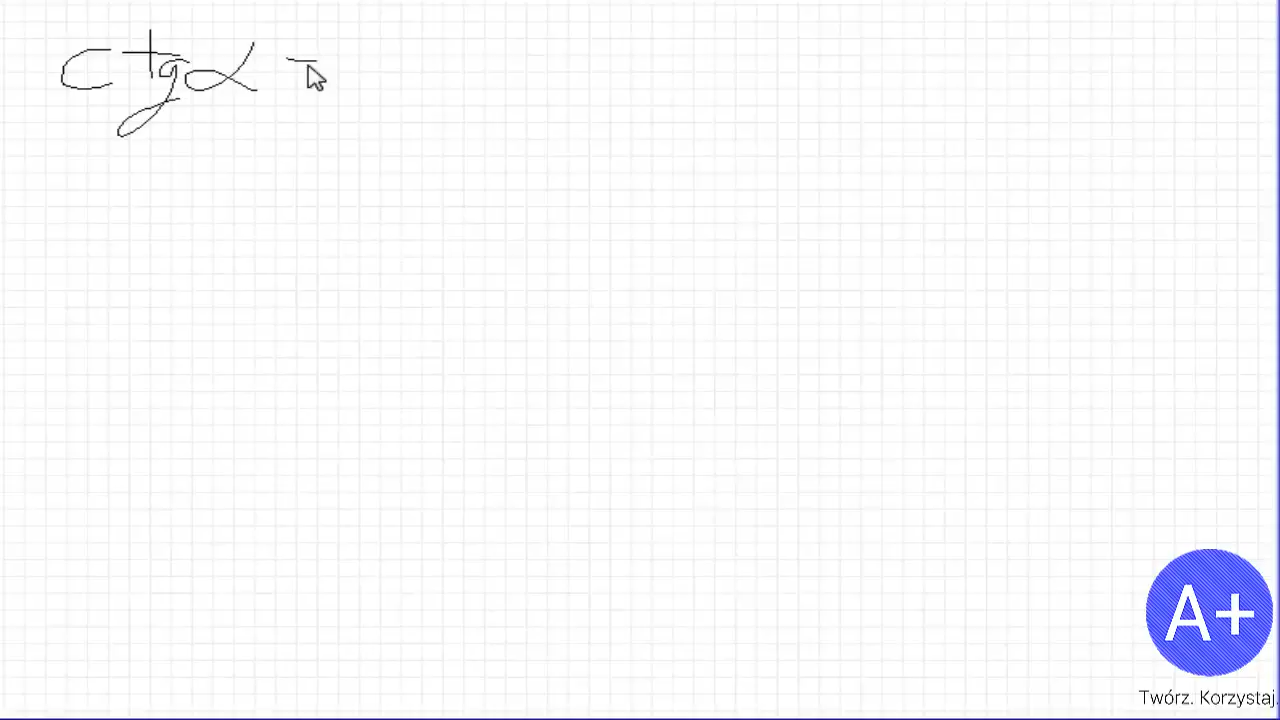 ctgα =
A+
Twórz. Korzystaj.